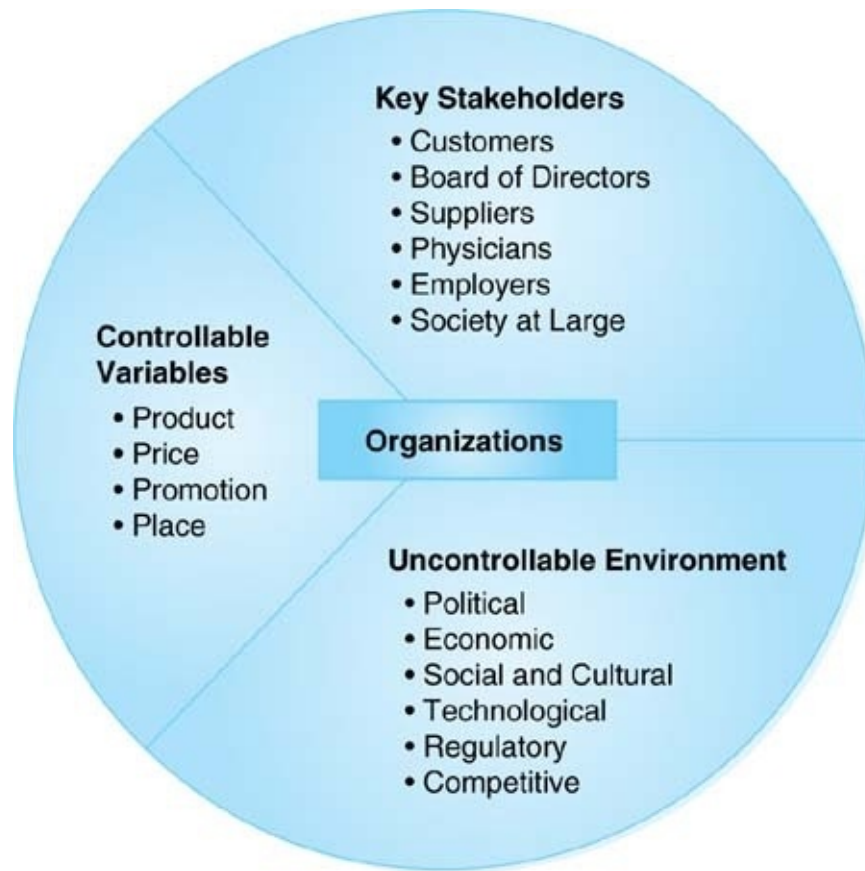 Key Stakeholders
• Customers
• Board of Directors
• Suppliers
• Physicians
• Employers
• Society at Large
Controllable
Variables
• Product
• Price
• Promotion
• Place
Organizations
Uncontrollable Environment
• Political
• Economic
• Social and Cultural
• Technological
• Regulatory
• Competitive